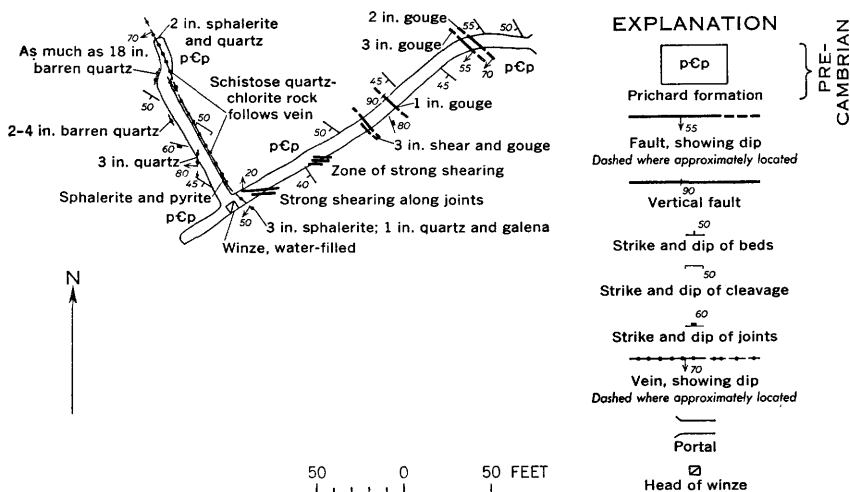 2 in. sphalerite
and quartz
70
As much as 18 in.
barren quartz
pЄp
Schistose quartz-
chlorite rock
follows vein
50
50
2-4 in. barren quartz
60
3 in. quartz
80
45
Sphalerite and pyrite
pЄp
20
50
Winze, water-filled
3 in. sphalerite; 1 in. quartz and galena
Strong shearing along joints
40
Zone of strong shearing
pЄp
50
3 in. shear and gouge
80
90
1 in. gouge
45
45
2 in. gouge
3 in. gouge
55
50
55
70
pЄp
N
50 0 50 FEET
EXPLANATION
pЄp
Prichard formation
PRE-
CAMBRIAN
55
Fault, showing dip
Dashed where approximately located
90
Vertical fault
50
Strike and dip of beds
50
Strike and dip of cleavage
60
Strike and dip of joints
70
Vein, showing dip
Dashed where approximately located
Portal
Head of winze